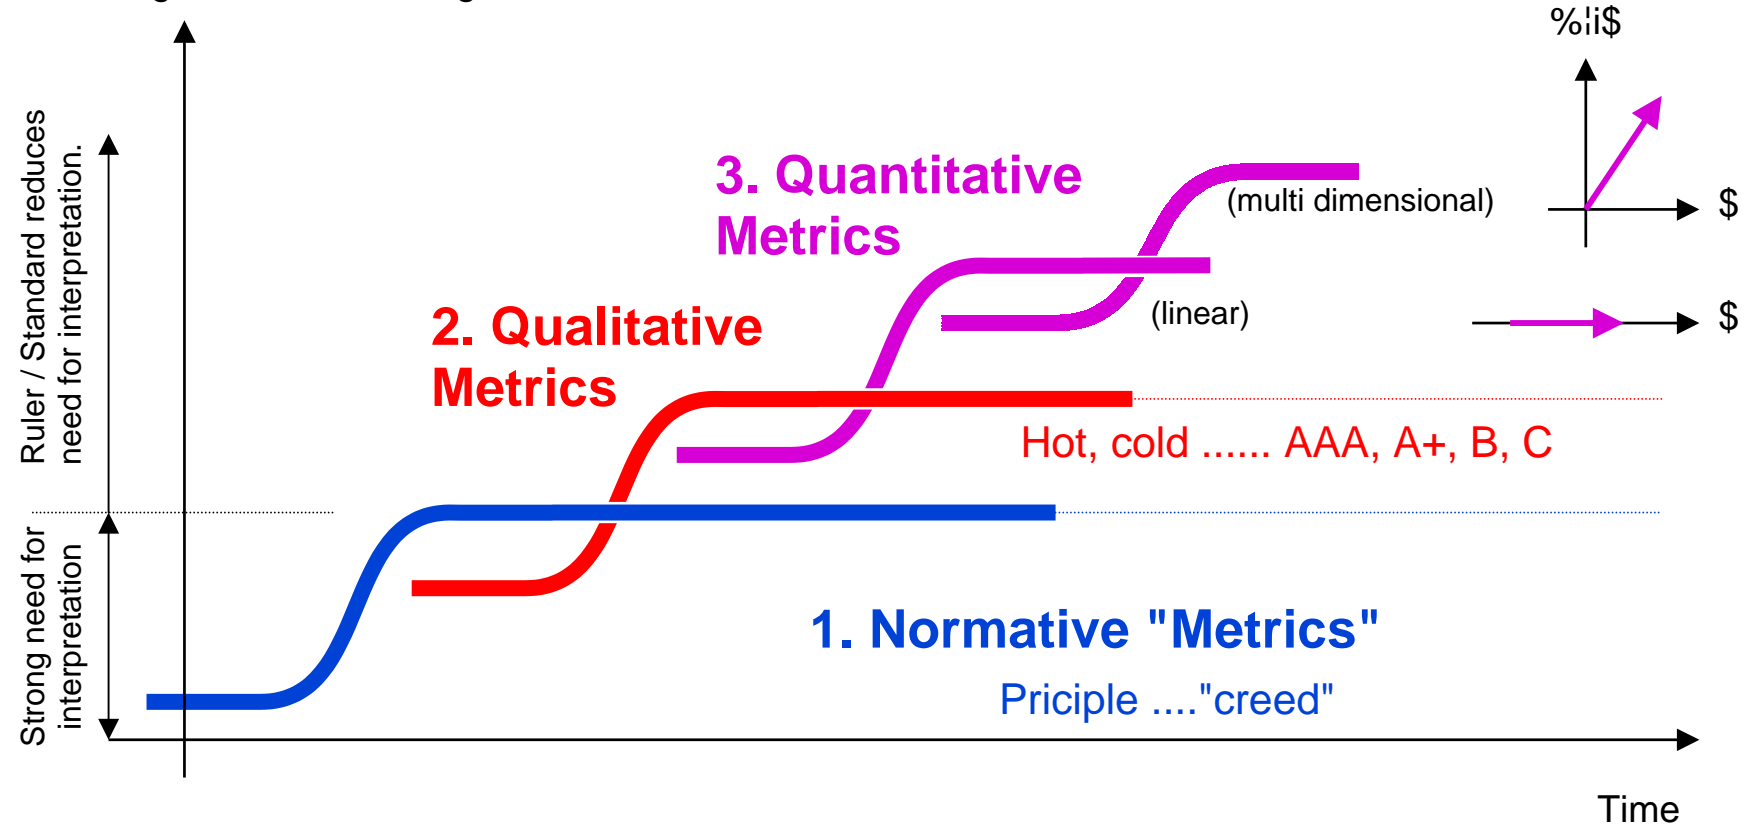 %¦i$
$
3. Quantitative
Metrics
(multi dimensional)
(linear)
$
2. Qualitative
Metrics
Hot, cold ...... AAA, A+, B, C
1. Normative "Metrics"
Priciple ...."creed"
Time
Ruler / Standard reduces
need for interpretation.
Strong need for
interpretation